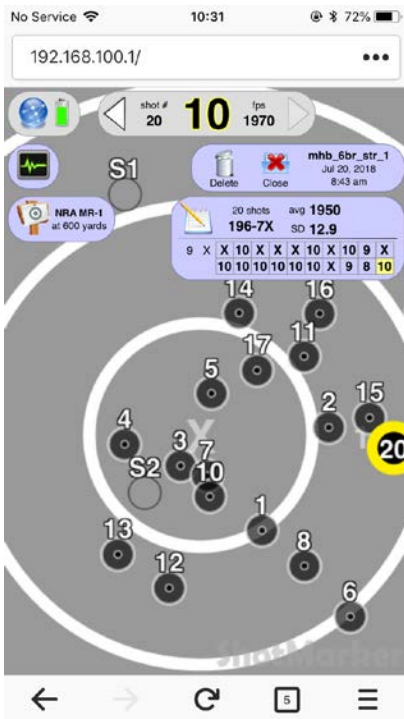 No Service 10:31 72%
192.168.100.1/
shot # 20 10 fps 1970
S1
Delete Close mhb_6br_str_1 Jul 20, 2018 8:43 am
NRA MR-1 at 600 yards
20 shots avg 1950
196-7X SD 12.9
9 X X 10 X X X 10 X 10 9 X
10 10 10 10 10 10 X 9 8 10
14 16
11
17
5
2 15
4
3 7 X
20
S2 10
1
13
8
12
6
ShotMarker
5